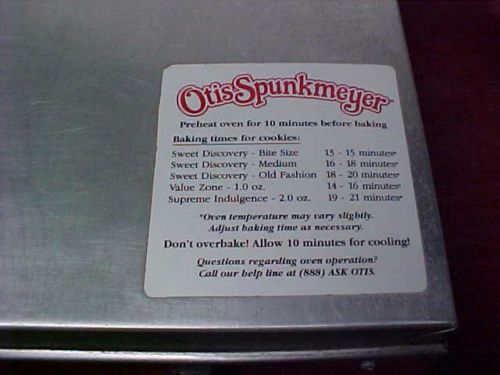 Otis Spunkmeyer
Preheat oven for 10 minutes before baking
Baking times for cookies:
Sweet Discovery - Bite Size 13 - 15 minutes*
Sweet Discovery - Medium 16 - 18 minutes*
Sweet Discovery - Old Fashion 18 - 20 minutes*
Value Zone - 1.0 oz. 14 - 16 minutes*
Supreme Indulgence - 2.0 oz. 19 - 21 minutes*
*Oven temperature may vary slightly.
Adjust baking time as necessary.
Don't overbake! Allow 10 minutes for cooling!
Questions regarding oven operation?
Call our help line at (888) ASK OTIS.